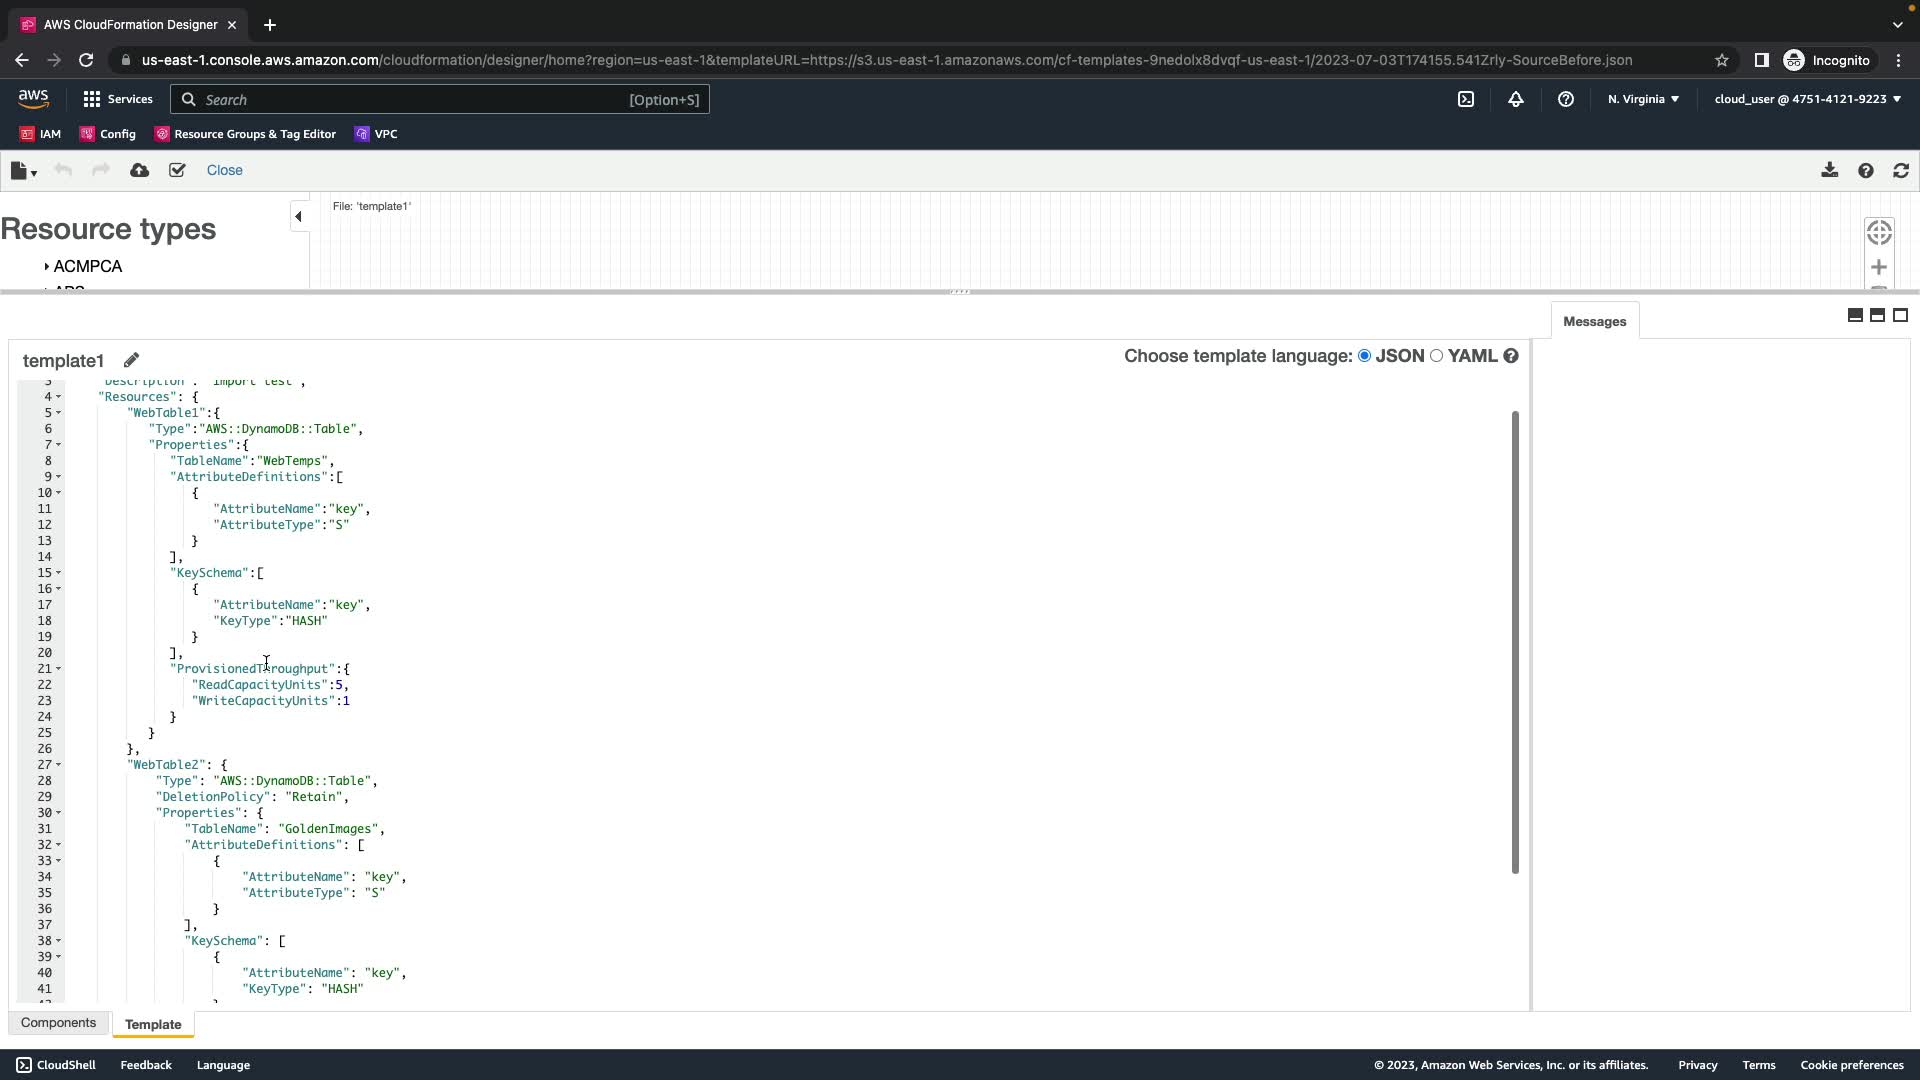 AWS CloudFormation Designer
us-east-1.console.aws.amazon.com/cloudformation/designer/home?region=us-east-1&templateURL=https://s3.us-east-1.amazonaws.com/cf-templates-9nedolx8dvqf-us-east-1/2023-07-03T174155.541Zrly-SourceBefore.json
Incognito
aws
Services
Search
[Option+S]
N. Virginia
cloud_user @ 4751-4121-9223
IAM
Config
Resource Groups & Tag Editor
VPC
Close
File: 'template1'
Resource types
ACMPCA
Messages
template1
Choose template language: JSON YAML
3 "Description": "import test",
4 "Resources": {
5 "WebTable1":{
6 "Type":"AWS::DynamoDB::Table",
7 "Properties":{
8 "TableName":"WebTemps",
9 "AttributeDefinitions":[
10 {
11 "AttributeName":"key",
12 "AttributeType":"S"
13 }
14 ],
15 "KeySchema":[
16 {
17 "AttributeName":"key",
18 "KeyType":"HASH"
19 }
20 ],
21 "ProvisionedThroughput":{
22 "ReadCapacityUnits":5,
23 "WriteCapacityUnits":1
24 }
25 }
26 },
27 "WebTable2": {
28 "Type": "AWS::DynamoDB::Table",
29 "DeletionPolicy": "Retain",
30 "Properties": {
31 "TableName": "GoldenImages",
32 "AttributeDefinitions": [
33 {
34 "AttributeName": "key",
35 "AttributeType": "S"
36 }
37 ],
38 "KeySchema": [
39 {
40 "AttributeName": "key",
41 "KeyType": "HASH"
Components
Template
CloudShell
Feedback
Language
© 2023, Amazon Web Services, Inc. or its affiliates.
Privacy
Terms
Cookie preferences